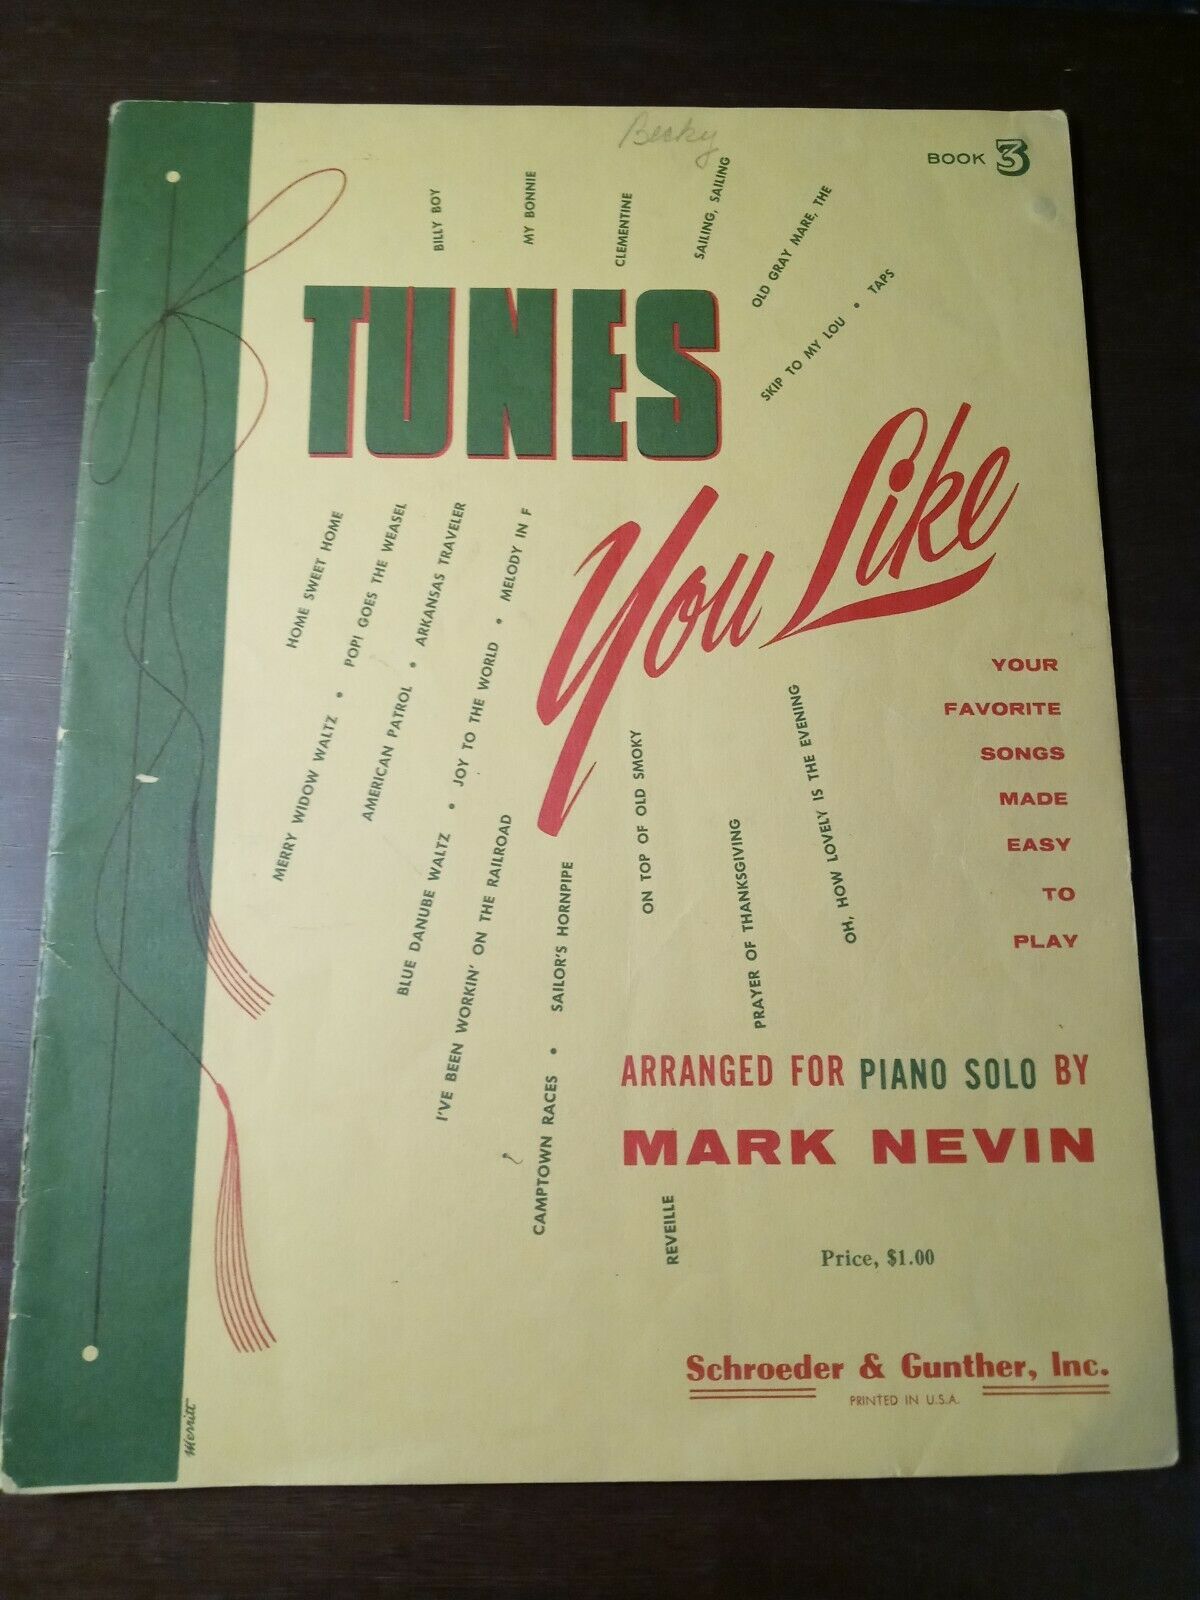 Becky
BOOK 3
BILLY BOY
MY BONNIE
CLEMENTINE
SAILING, SAILING
OLD GRAY MARE, THE
SKIP TO MY LOU • TAPS
TUNES
You Like
HOME SWEET HOME
MERRY WIDOW WALTZ • POP! GOES THE WEASEL
AMERICAN PATROL • ARKANSAS TRAVELER
BLUE DANUBE WALTZ • JOY TO THE WORLD • MELODY IN F
I'VE BEEN WORKIN' ON THE RAILROAD
CAMPTOWN RACES • SAILOR'S HORNPIPE
ON TOP OF OLD SMOKY
PRAYER OF THANKSGIVING
OH, HOW LOVELY IS THE EVENING
YOUR
FAVORITE
SONGS
MADE
EASY
TO
PLAY
ARRANGED FOR PIANO SOLO BY
MARK NEVIN
REVEILLE
Price, $1.00
Schroeder & Gunther, Inc.
PRINTED IN U.S.A.
Merritt